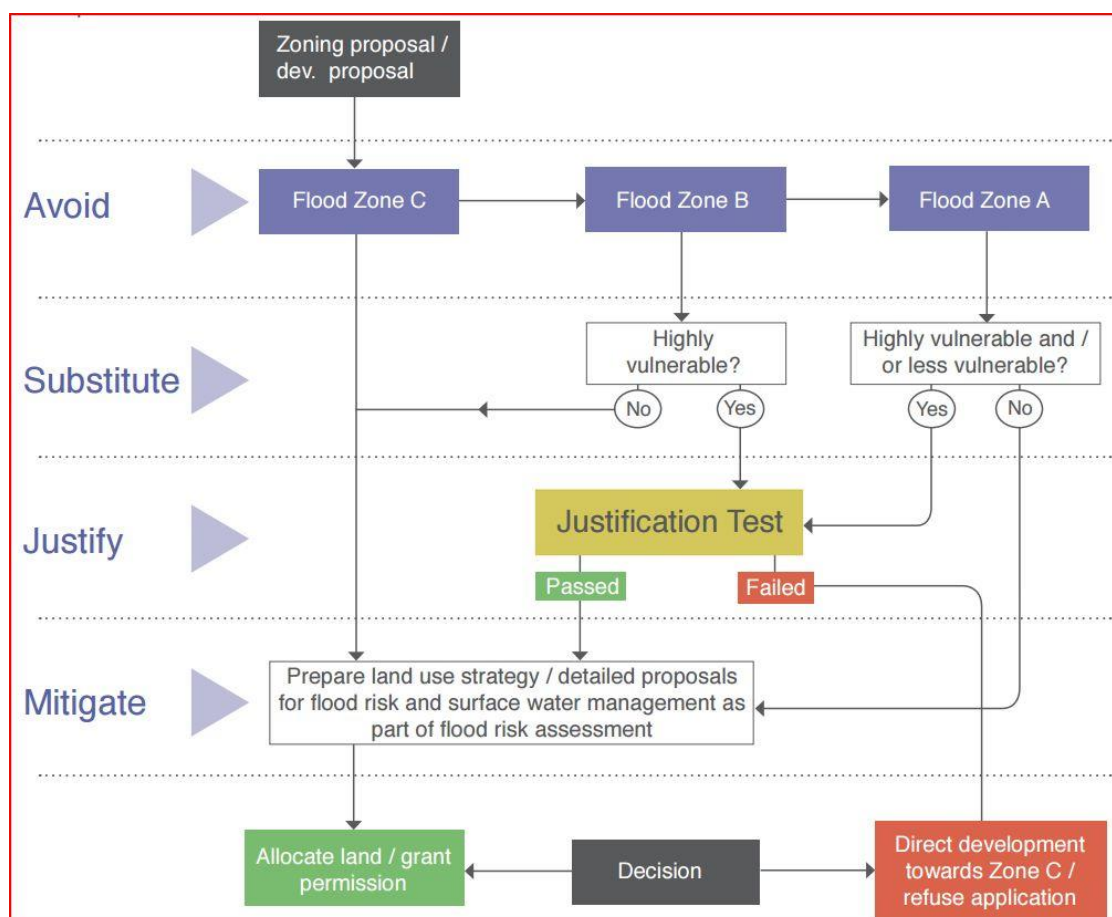 Zoning proposal /
dev. proposal
Avoid
Flood Zone C
Flood Zone B
Flood Zone A
Substitute
Highly
vulnerable?
Highly vulnerable and /
or less vulnerable?
No
Yes
Yes
No
Justify
Justification Test
Passed
Failed
Mitigate
Prepare land use strategy / detailed proposals
for flood risk and surface water management as
part of flood risk assessment
Allocate land / grant
permission
Decision
Direct development
towards Zone C /
refuse application